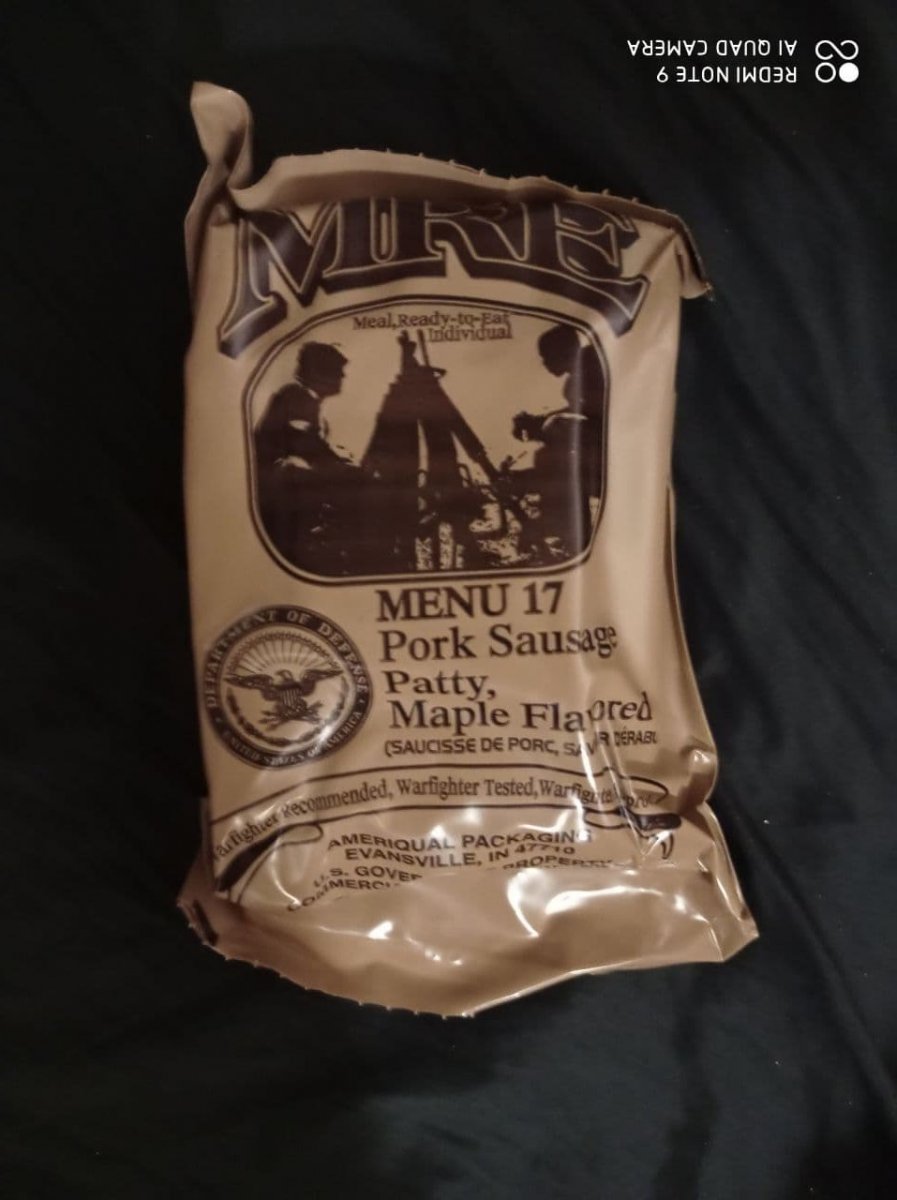 REDMI NOTE 9
AI QUAD CAMERA
MRE
Meal, Ready-to-Eat
Individual
MENU 17
Pork Sausage
Patty,
Maple Flavored
(SAUCISSE DE PORC,
DEPARTMENT OF DEFENSE
UNITED STATES OF AMERICA
Warfighter Recommended, Warfighter Tested,
AMERIQUAL PACKAGING
EVANSVILLE, IN 47710
U.S. PROPERTY